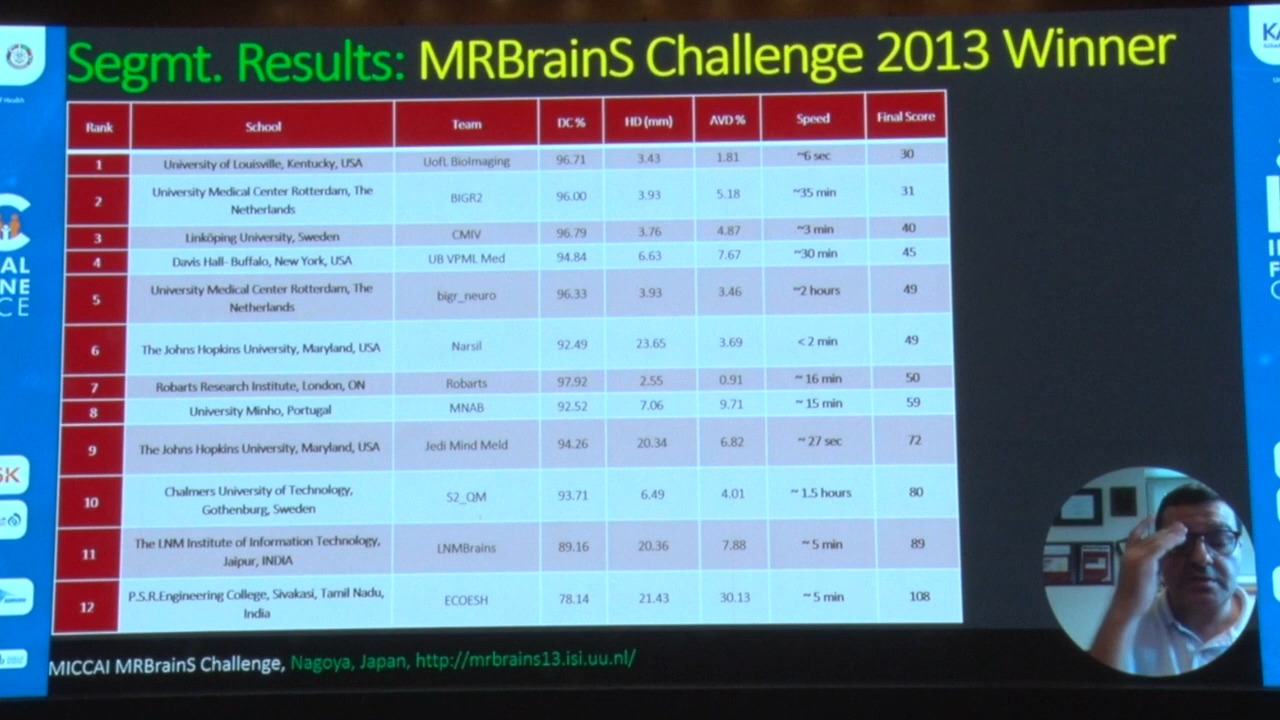 Segmt. Results: MRBrainS Challenge 2013 Winner
Rank School Team DC % HD (mm) AVD % Speed Final Score
1 University of Louisville, Kentucky, USA UofL BioImaging 96.71 3.43 1.81 ~6 sec 30
2 University Medical Center Rotterdam, The Netherlands BIGR2 96.00 3.93 5.18 ~35 min 31
3 Linköping University, Sweden CMIV 96.79 3.76 4.87 ~3 min 40
4 Davis Hall- Buffalo, New York, USA UB VPML Med 94.84 6.63 7.67 ~30 min 45
5 University Medical Center Rotterdam, The Netherlands bigr_neuro 96.33 3.93 3.46 ~2 hours 49
6 The Johns Hopkins University, Maryland, USA Narsil 92.49 23.65 3.69 < 2 min 49
7 Robarts Research Institute, London, ON Robarts 97.92 2.55 0.91 ~ 16 min 50
8 University Minho, Portugal MNAB 92.52 7.06 9.71 ~ 15 min 59
9 The Johns Hopkins University, Maryland, USA Jedi Mind Meld 94.26 20.34 6.82 ~ 27 sec 72
10 Chalmers University of Technology, Gothenburg, Sweden S2_QM 93.71 6.49 4.01 ~ 1.5 hours 80
11 The LNM Institute of Information Technology, Jaipur, INDIA LNMBrains 89.16 20.36 7.88 ~ 5 min 89
12 P.S.R.Engineering College, Sivakasi, Tamil Nadu, India ECOESH 78.14 21.43 30.13 ~ 5 min 108
MICCAI MRBrainS Challenge, Nagoya, Japan, http://mrbrains13.isi.uu.nl/